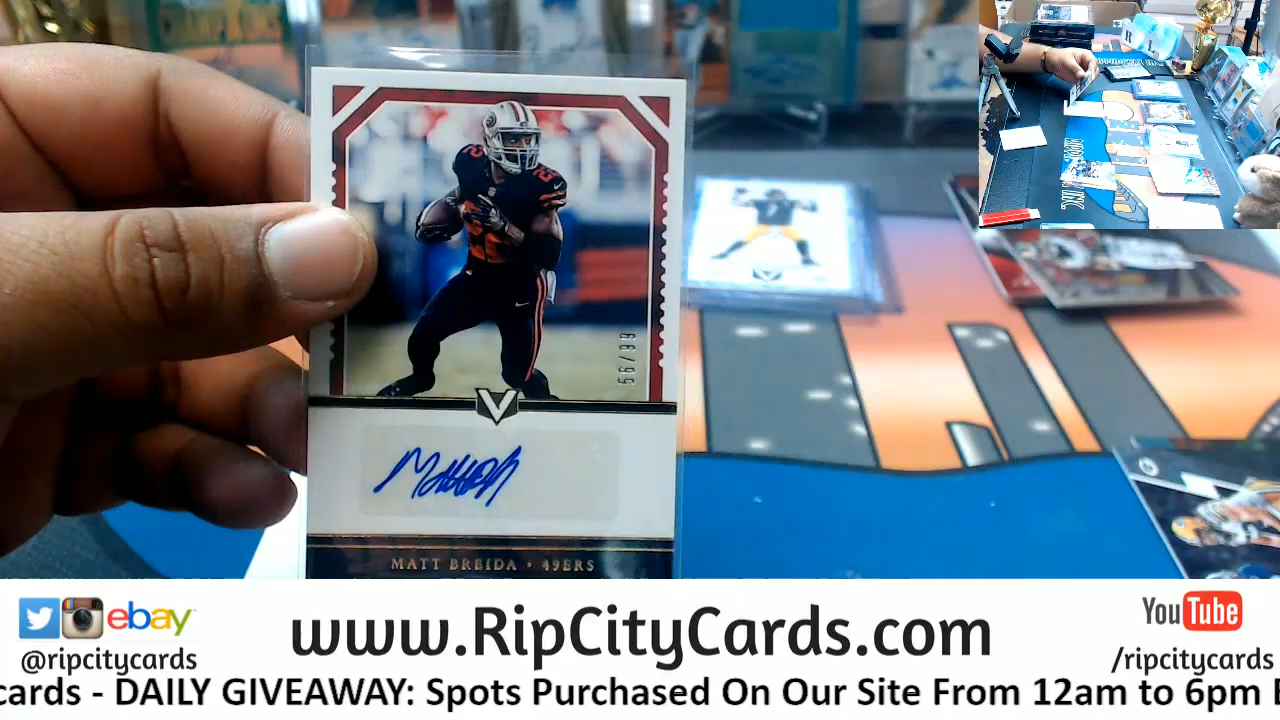 56/99
V
MATT BREIDA • 49ERS
ebay
@ripcitycards
www.RipCityCards.com
YouTube
/ripcitycards
cards - DAILY GIVEAWAY: Spots Purchased On Our Site From 12am to 6pm E